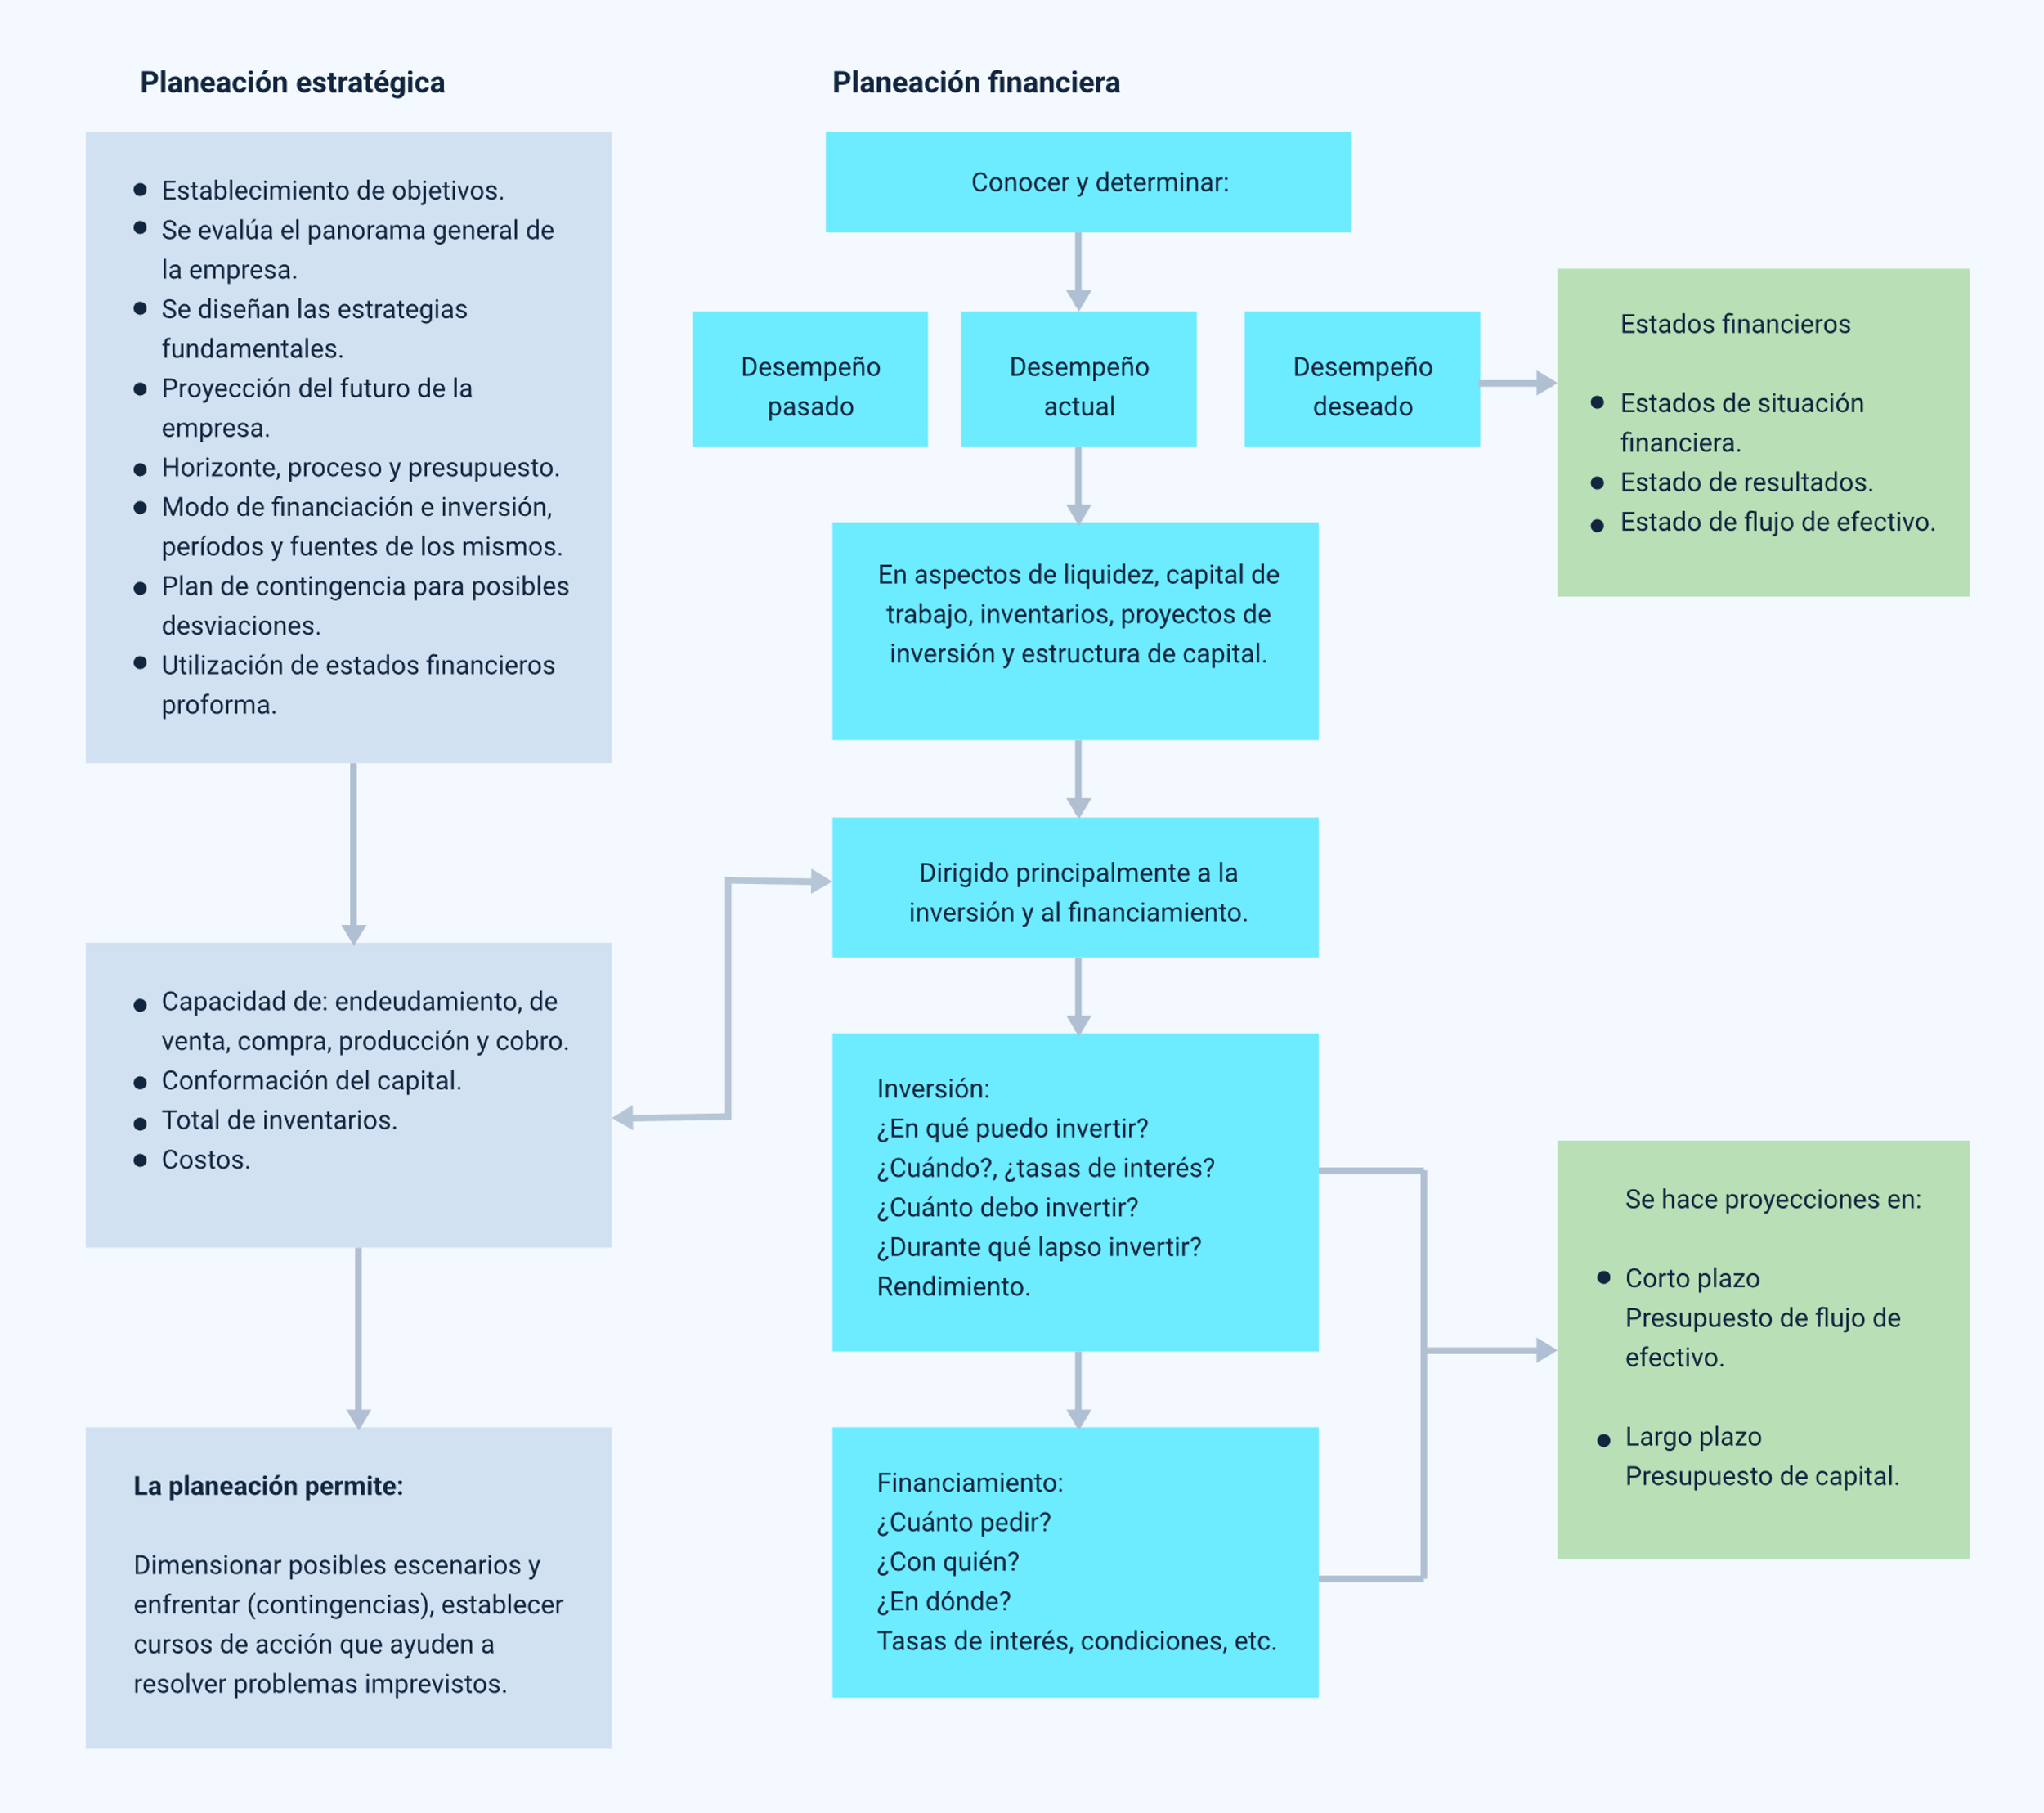 Planeación estratégica
• Establecimiento de objetivos.
• Se evalúa el panorama general de
la empresa.
• Se diseñan las estrategias
fundamentales.
• Proyección del futuro de la
empresa.
• Horizonte, proceso y presupuesto.
• Modo de financiación e inversión,
períodos y fuentes de los mismos.
• Plan de contingencia para posibles
desviaciones.
• Utilización de estados financieros
proforma.
• Capacidad de: endeudamiento, de
venta, compra, producción y cobro.
• Conformación del capital.
• Total de inventarios.
• Costos.
La planeación permite:
Dimensionar posibles escenarios y
enfrentar (contingencias), establecer
cursos de acción que ayuden a
resolver problemas imprevistos.
Planeación financiera
Conocer y determinar:
Desempeño
pasado
Desempeño
actual
Desempeño
deseado
Estados financieros
• Estados de situación
financiera.
• Estado de resultados.
• Estado de flujo de efectivo.
En aspectos de liquidez, capital de
trabajo, inventarios, proyectos de
inversión y estructura de capital.
Dirigido principalmente a la
inversión y al financiamiento.
Inversión:
¿En qué puedo invertir?
¿Cuándo?, ¿tasas de interés?
¿Cuánto debo invertir?
¿Durante qué lapso invertir?
Rendimiento.
Financiamiento:
¿Cuánto pedir?
¿Con quién?
¿En dónde?
Tasas de interés, condiciones, etc.
Se hace proyecciones en:
• Corto plazo
Presupuesto de flujo de
efectivo.
• Largo plazo
Presupuesto de capital.